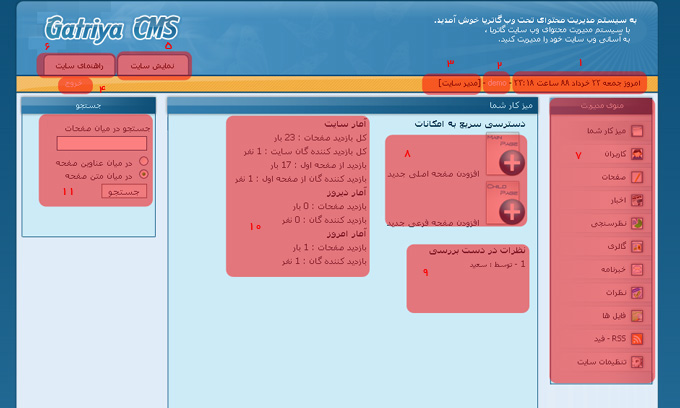 به سیستم مدیریت محتوای تحت وب گاتریا خوش آمدید.
با سیستم مدیریت محتوای وب سایت گاتریا ،
به آسانی وب سایت خود را مدیریت کنید.
Gatriya CMS
۵
۶
نمایش سایت
راهنمای سایت
۱
۲
۳
امروز جمعه ۲۲ خرداد ۸۸ ساعت ۲۲:۱۸ - demo - [مدیر سایت]
خروج
۴
منوی مدیریت
میز کار شما
کاربران
صفحات
اخبار
نظرسنجی
گالری
خبرنامه
نظرات
فایل ها
RSS - فید
تنظیمات سایت
۷
میز کار شما
دسترسی سریع به امکانات
MAIN PAGE
افزودن صفحه اصلی جدید
CHILD PAGE
افزودن صفحه فرعی جدید
۸
نظرات در دست بررسی
1 - توسط : سعید
۹
آمار سایت
کل بازدید صفحات : 23 بار
کل بازدید کننده گان سایت : 1 نفر
بازدید از صفحه اول : 17 بار
بازدید کننده گان از صفحه اول : 1 نفر
آمار دیروز
بازدید صفحات : 0 بار
بازدید کننده گان : 0 نفر
آمار امروز
بازدید صفحات : 1 بار
بازدید کننده گان : 1 نفر
۱۰
جستجو
جستجو در میان صفحات
در میان عناوین صفحه
در میان متن صفحه
جستجو
۱۱